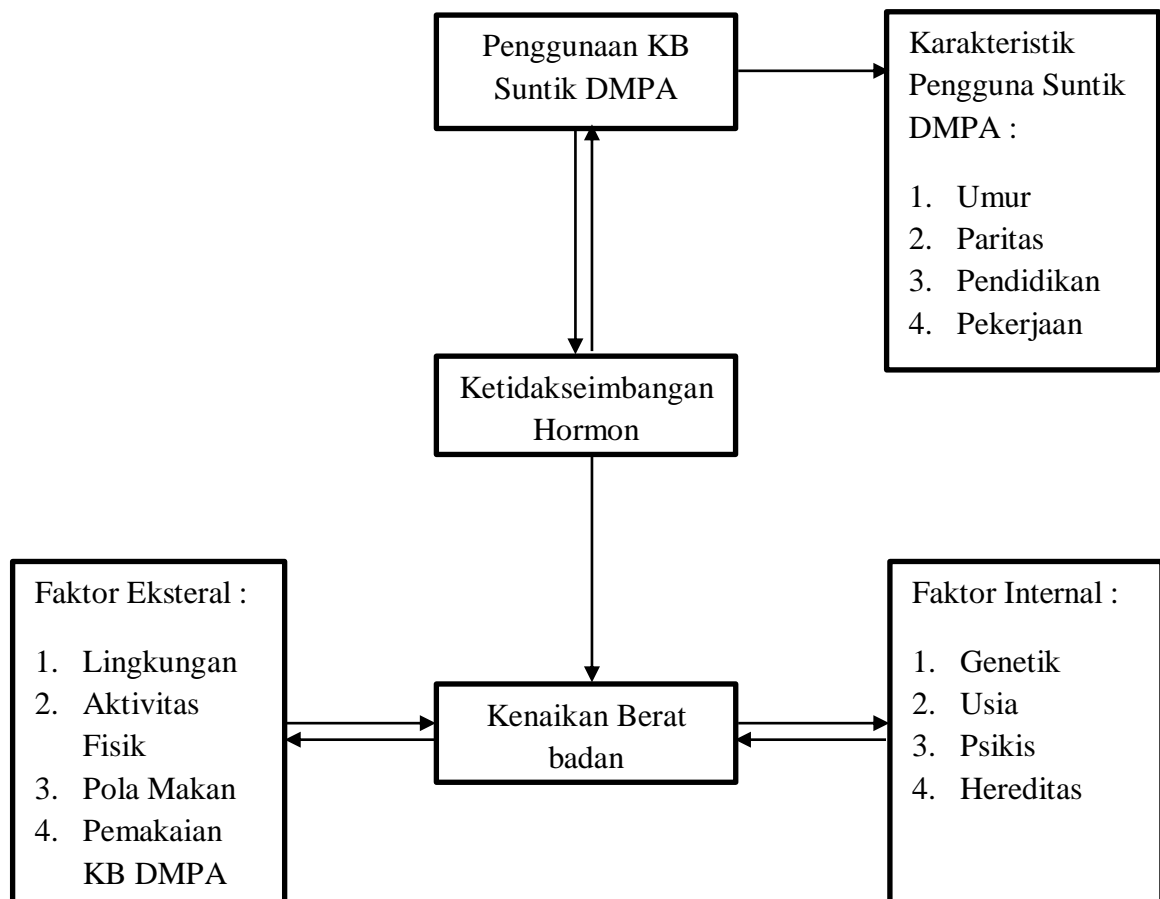 Penggunaan KB
Suntik DMPA
Karakteristik
Pengguna Suntik
DMPA :
1. Umur
2. Paritas
3. Pendidikan
4. Pekerjaan
Ketidakseimbangan
Hormon
Faktor Eksteral :
1. Lingkungan
2. Aktivitas
Fisik
3. Pola Makan
4. Pemakaian
KB DMPA
Kenaikan Berat
badan
Faktor Internal :
1. Genetik
2. Usia
3. Psikis
4. Hereditas